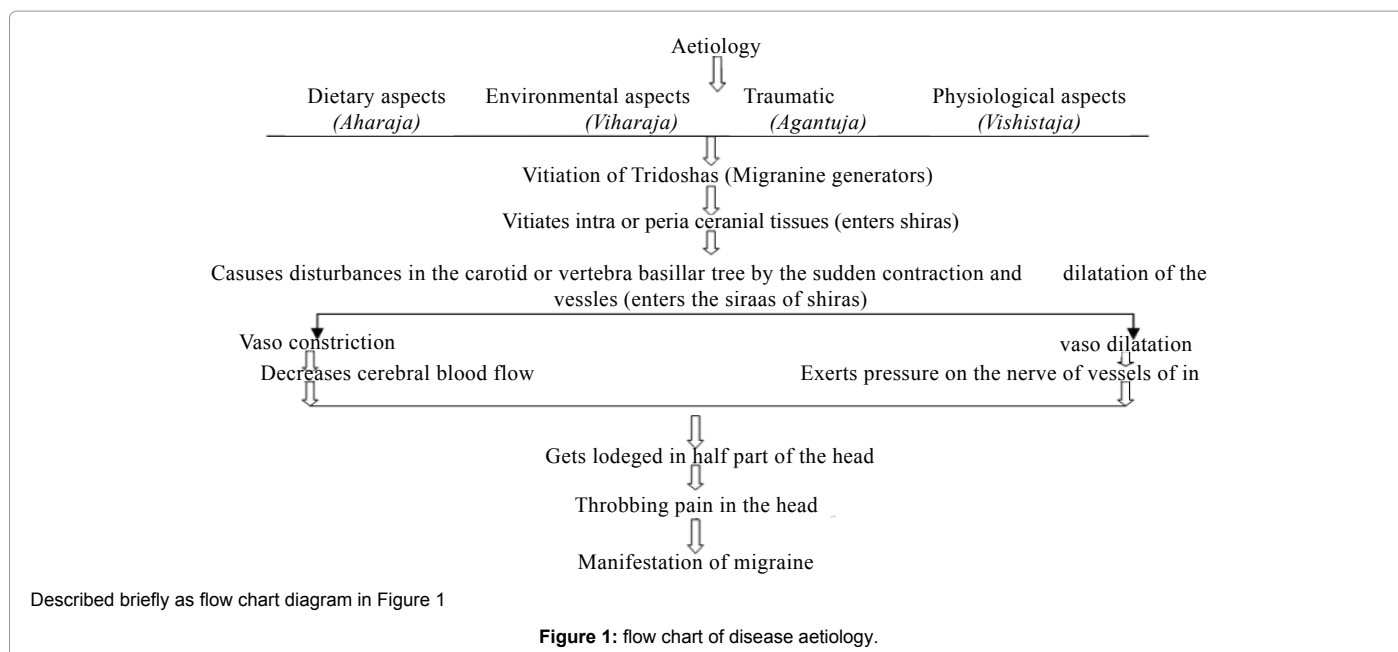 Aetiology
Dietary aspects Environmental aspects Traumatic Physiological aspects
(Aharaja) (Viharaja) (Agantuja) (Vishistaja)
Vitiation of Tridoshas (Migranine generators)
Vitiates intra or peria ceranial tissues (enters shiras)
Casuses disturbances in the carotid or vertebra basillar tree by the sudden contraction and dilatation of the
vessles (enters the siraas of shiras)
Vaso constriction vaso dilatation
Decreases cerebral blood flow Exerts pressure on the nerve of vessels of in
Gets lodeged in half part of the head
Throbbing pain in the head
Manifestation of migraine
Described briefly as flow chart diagram in Figure 1
Figure 1: flow chart of disease aetiology.